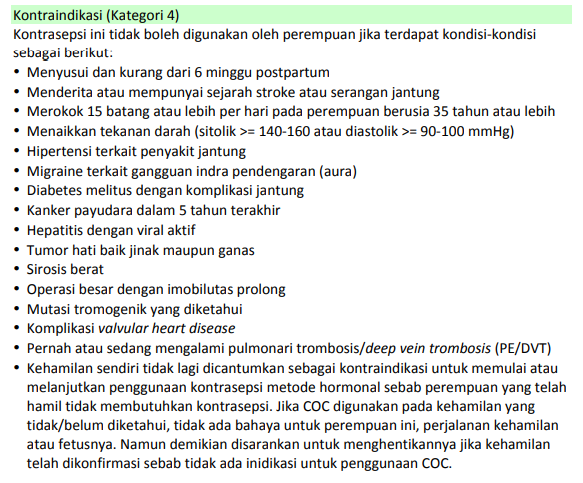 Kontraindikasi (Kategori 4)
Kontrasepsi ini tidak boleh digunakan oleh perempuan jika terdapat kondisi-kondisi
sebagai berikut:
• Menyusui dan kurang dari 6 minggu postpartum
• Menderita atau mempunyai sejarah stroke atau serangan jantung
• Merokok 15 batang atau lebih per hari pada perempuan berusia 35 tahun atau lebih
• Menaikkan tekanan darah (sitolik >= 140-160 atau diastolik >= 90-100 mmHg)
• Hipertensi terkait penyakit jantung
• Migraine terkait gangguan indra pendengaran (aura)
• Diabetes melitus dengan komplikasi jantung
• Kanker payudara dalam 5 tahun terakhir
• Hepatitis dengan viral aktif
• Tumor hati baik jinak maupun ganas
• Sirosis berat
• Operasi besar dengan imobilutas prolong
• Mutasi tromogenik yang diketahui
• Komplikasi valvular heart disease
• Pernah atau sedang mengalami pulmonari trombosis/deep vein trombosis (PE/DVT)
• Kehamilan sendiri tidak lagi dicantumkan sebagai kontraindikasi untuk memulai atau
melanjutkan penggunaan kontrasepsi metode hormonal sebab perempuan yang telah
hamil tidak membutuhkan kontrasepsi. Jika COC digunakan pada kehamilan yang
tidak/belum diketahui, tidak ada bahaya untuk perempuan ini, perjalanan kehamilan
atau fetusnya. Namun demikian disarankan untuk menghentikannya jika kehamilan
telah dikonfirmasi sebab tidak ada inidikasi untuk penggunaan COC.